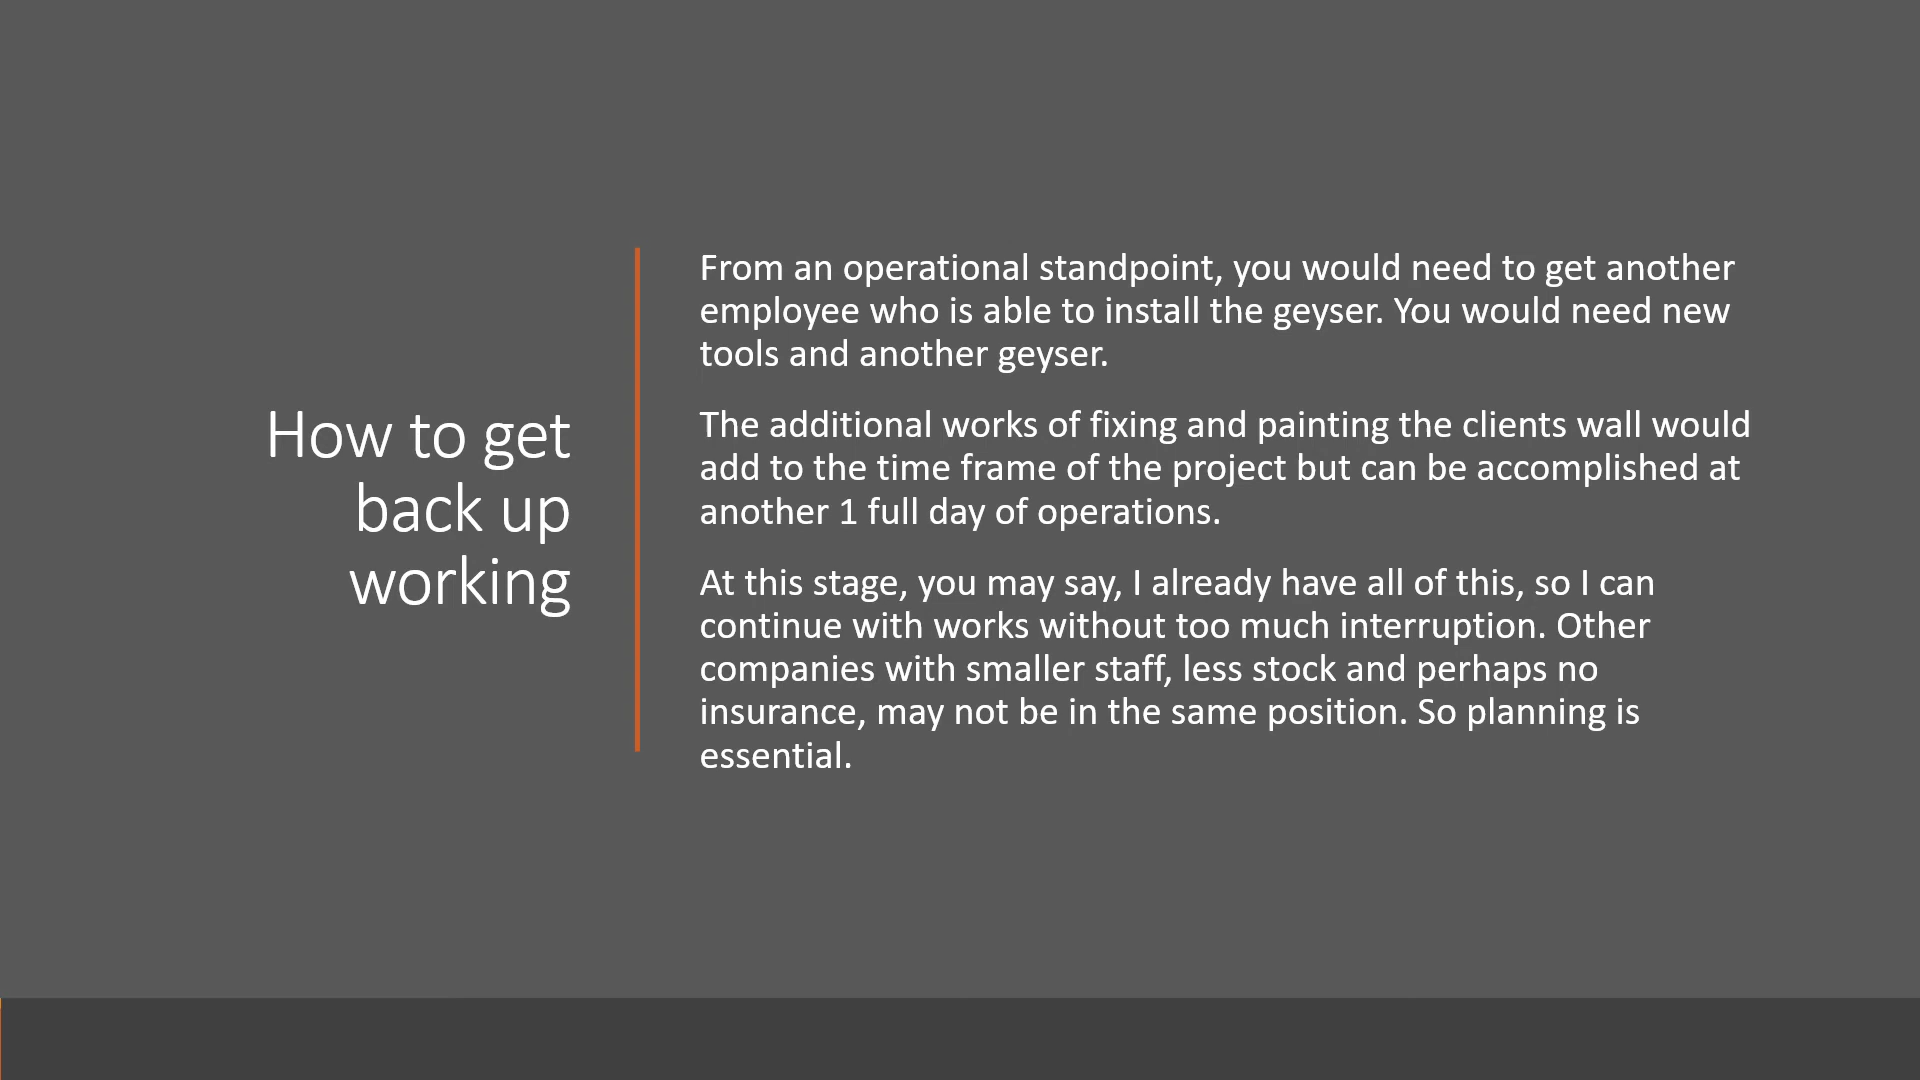 How to get
back up
working
From an operational standpoint, you would need to get another
employee who is able to install the geyser. You would need new
tools and another geyser.
The additional works of fixing and painting the clients wall would
add to the time frame of the project but can be accomplished at
another 1 full day of operations.
At this stage, you may say, I already have all of this, so I can
continue with works without too much interruption. Other
companies with smaller staff, less stock and perhaps no
insurance, may not be in the same position. So planning is
essential.